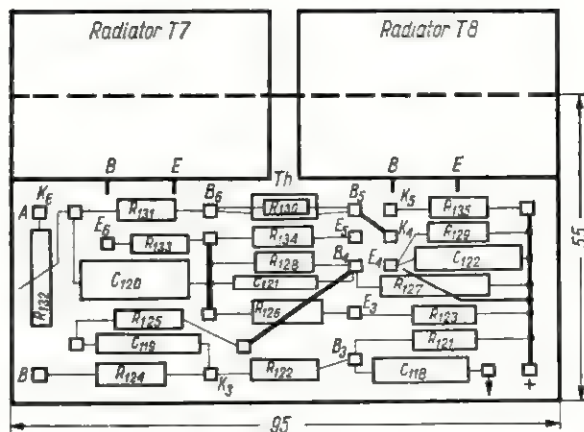 Radiator T7 Radiator T8
B E Th B E
A K6 R131 B6 R130 B5 K5 R135
E6 R133 R134 E5 K4 R129
R128 B4 E4 C122
R132 C120 C121 R127
R126 E3 R123
R125
C119 B3 R121
B R124 K3 R122 C118
+
95
55